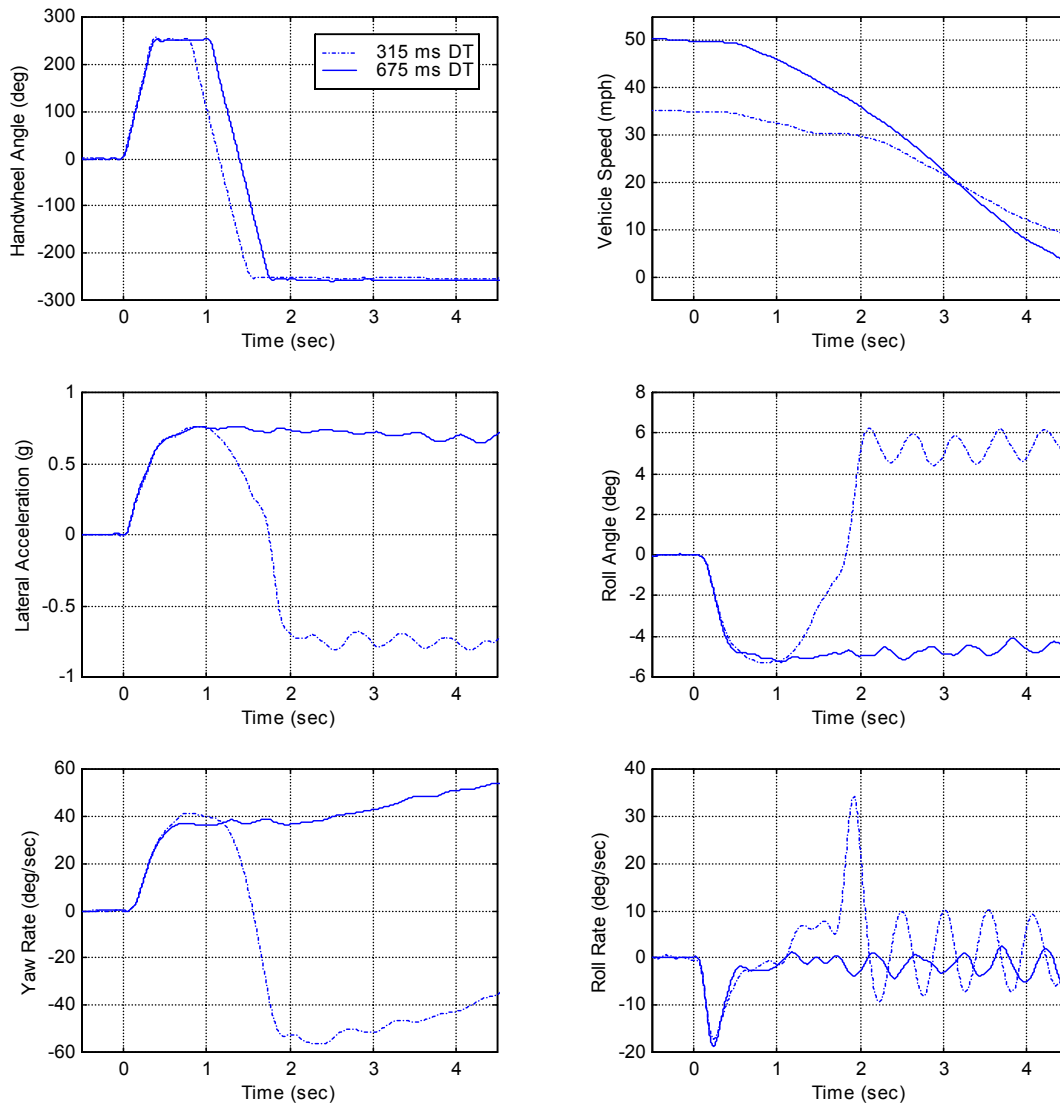 300
200
100
0
-100
-200
-300
Handwheel Angle (deg)
315 ms DT
675 ms DT
0 1 2 3 4
Time (sec)
50
40
30
20
10
0
Vehicle Speed (mph)
0 1 2 3 4
Time (sec)
1
0.5
0
-0.5
-1
Lateral Acceleration (g)
0 1 2 3 4
Time (sec)
8
6
4
2
0
-2
-4
-6
Roll Angle (deg)
0 1 2 3 4
Time (sec)
60
40
20
0
-20
-40
-60
Yaw Rate (deg/sec)
0 1 2 3 4
Time (sec)
40
30
20
10
0
-10
-20
Roll Rate (deg/sec)
0 1 2 3 4
Time (sec)